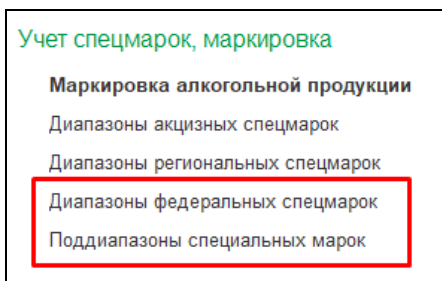 Учет спецмарок, маркировка
Маркировка алкогольной продукции
Диапазоны акцизных спецмарок
Диапазоны региональных спецмарок
Диапазоны федеральных спецмарок
Поддиапазоны специальных марок